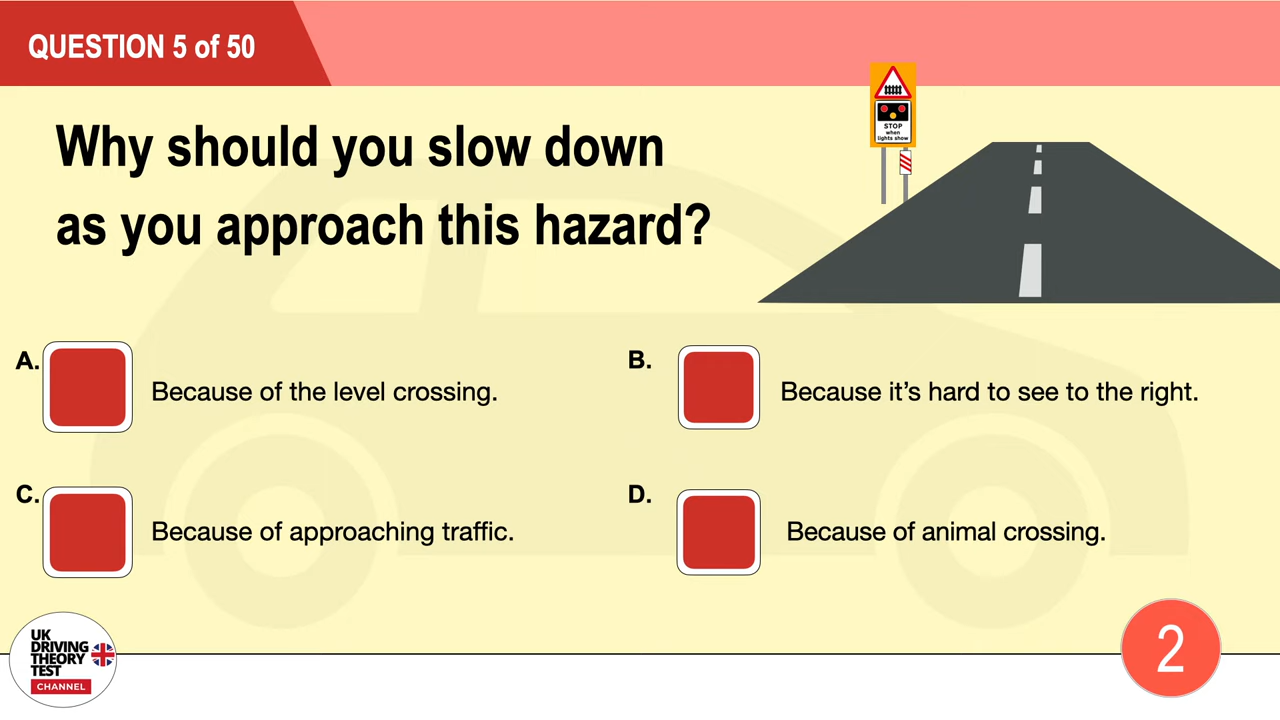 QUESTION 5 of 50
Why should you slow down
as you approach this hazard?
STOP
when
lights show
A.
Because of the level crossing.
B.
Because it’s hard to see to the right.
C.
Because of approaching traffic.
D.
Because of animal crossing.
UK
DRIVING
THEORY
TEST
CHANNEL
2